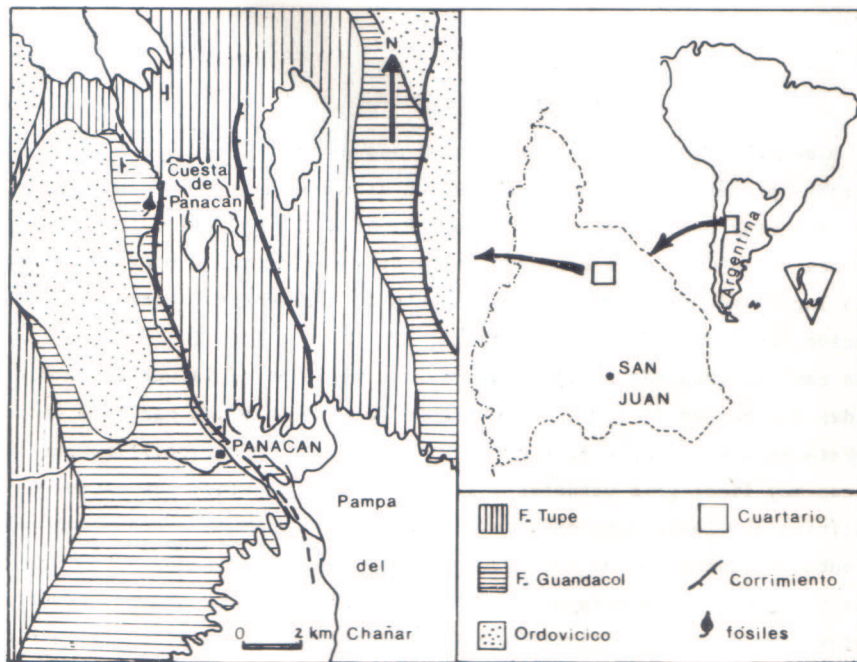 N
Cuesta
de
Panacan
PANACAN
Pampa
del
Chañar
0 2 km
Argentina
SAN
JUAN
F. Tupe
Cuartario
F. Guandacol
Corrimiento
Ordovicico
fósiles